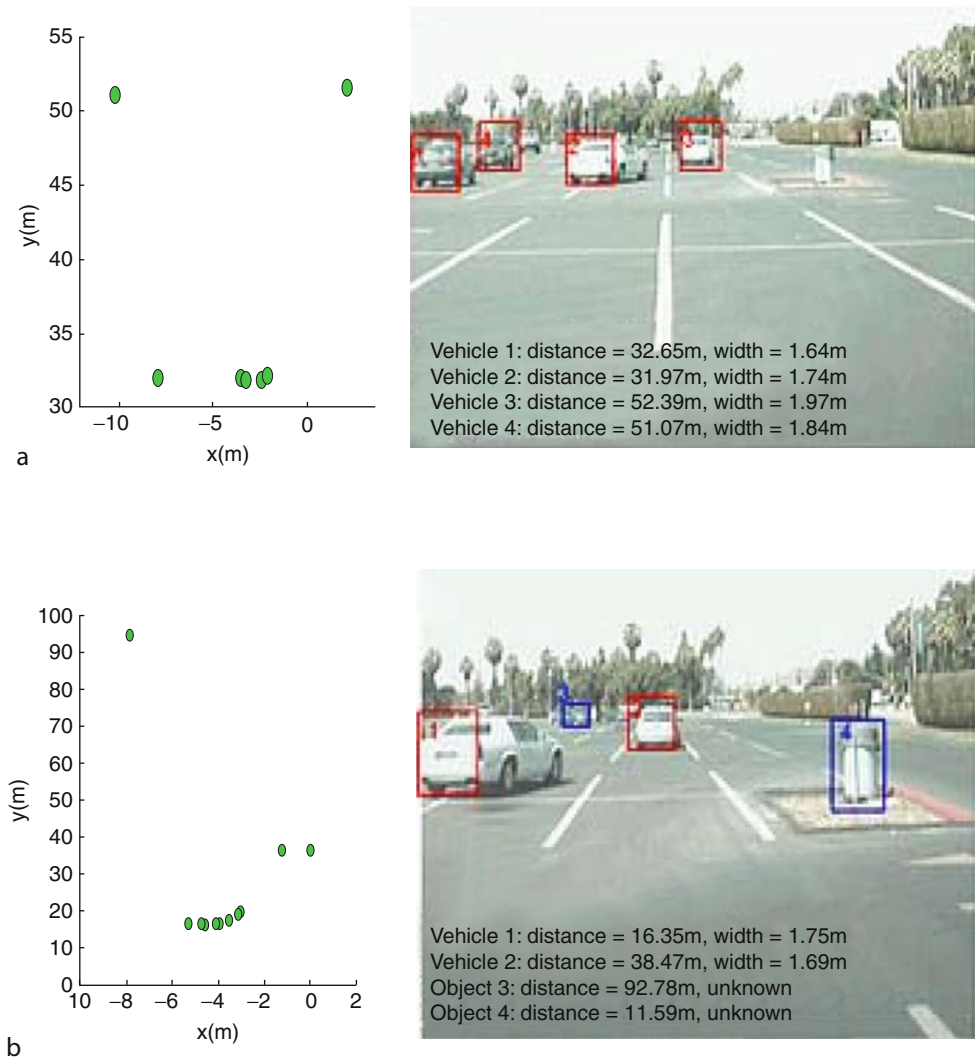 55
50
45
40
35
30
y(m)
−10 −5 0
x(m)
a
4
2
3
Vehicle 1: distance = 32.65m, width = 1.64m
Vehicle 2: distance = 31.97m, width = 1.74m
Vehicle 3: distance = 52.39m, width = 1.97m
Vehicle 4: distance = 51.07m, width = 1.84m
100
90
80
70
60
50
40
30
20
10
0
y(m)
10 −8 −6 −4 −2 0 2
x(m)
b
3
1
4
Vehicle 1: distance = 16.35m, width = 1.75m
Vehicle 2: distance = 38.47m, width = 1.69m
Object 3: distance = 92.78m, unknown
Object 4: distance = 11.59m, unknown